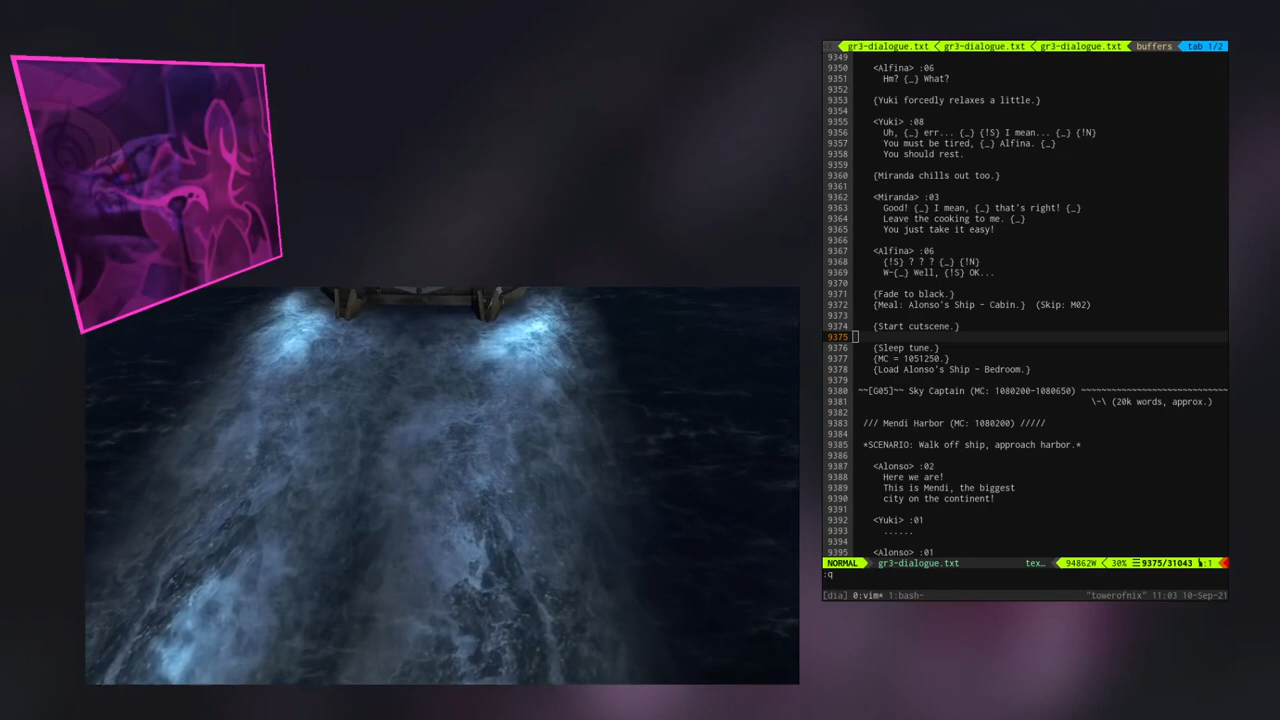 gr3-dialogue.txt gr3-dialogue.txt gr3-dialogue.txt buffers tab 1/2
9349
9350 <Alfina> :06
9351 Hm? {_} What?
9352
9353 {Yuki forcedly relaxes a little.}
9354
9355 <Yuki> :08
9356 Uh, {_} err... {_} {!S} I mean... {_} {!N}
9357 You must be tired, {_} Alfina. {_}
9358 You should rest.
9359
9360 {Miranda chills out too.}
9361
9362 <Miranda> :03
9363 Good! {_} I mean, {_} that's right! {_}
9364 Leave the cooking to me. {_}
9365 You just take it easy!
9366
9367 <Alfina> :06
9368 {!S} ? ? ? {_} {!N}
9369 W-{_} Well, {!S} OK...
9370
9371 {Fade to black.}
9372 {Meal: Alonso's Ship - Cabin.} (Skip: M02)
9373
9374 {Start cutscene.}
9375
9376 {Sleep tune.}
9377 {MC = 1051250.}
9378 {Load Alonso's Ship - Bedroom.}
9379
9380 ~~[G05]~~ Sky Captain (MC: 1080200-1080650) ~~~~~~~~~~~~~~~~~~~~~~~~~~~~~
9381 \-\ (20k words, approx.)
9382
9383 /// Mendi Harbor (MC: 1080200) /////
9384
9385 *SCENARIO: Walk off ship, approach harbor.*
9386
9387 <Alonso> :02
9388 Here we are!
9389 This is Mendi, the biggest
9390 city on the continent!
9391
9392 <Yuki> :01
9393 ......
9394
9395 <Alonso> :01
NORMAL gr3-dialogue.txt tex… 94862W 30% ☰9375/31043 :1
:q
[dia] 0:vim* 1:bash- "towerofnix" 11:03 10-Sep-21